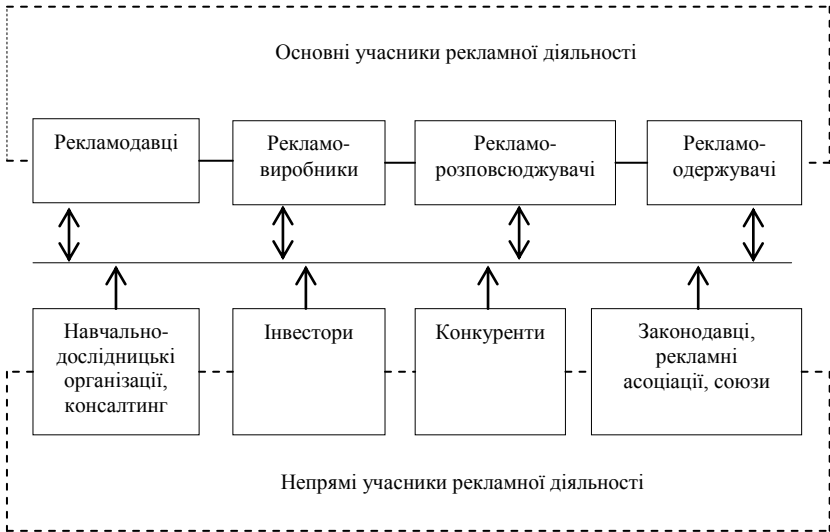 Основні учасники рекламної діяльності
Рекламодавці
Рекламо-
виробники
Рекламо-
розповсюджувачі
Рекламо-
одержувачі
Навчально-
дослідницькі
організації,
консалтинг
Інвестори
Конкуренти
Законодавці,
рекламні
асоціації, союзи
Непрямі учасники рекламної діяльності